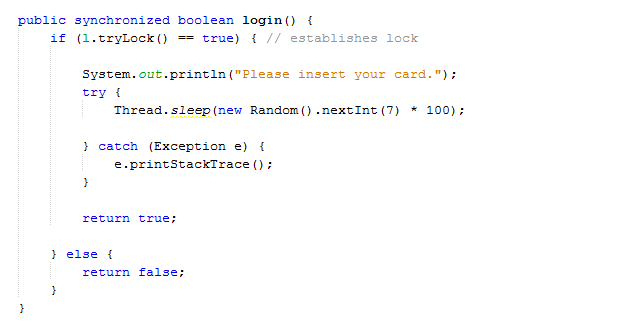 public synchronized boolean login() {
if (l.tryLock() == true) { // establishes lock
System.out.println("Please insert your card.");
try {
Thread.sleep(new Random().nextInt(7) * 100);
} catch (Exception e) {
e.printStackTrace();
}
return true;
} else {
return false;
}
}